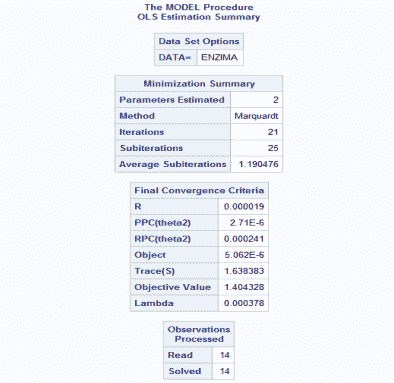 The MODEL Procedure
OLS Estimation Summary
Data Set Options
DATA= ENZIMA
Minimization Summary
Parameters Estimated 2
Method Marquardt
Iterations 21
Subiterations 25
Average Subiterations 1.190476
Final Convergence Criteria
R 0.000019
PPC(theta2) 2.71E-6
RPC(theta2) 0.000241
Object 5.062E-6
Trace(S) 1.638383
Objective Value 1.404328
Lambda 0.000378
Observations
Processed
Read 14
Solved 14